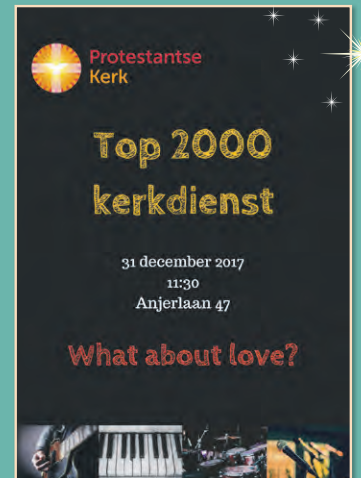 Protestantse
Kerk
Top 2000
kerkdienst
31 december 2017
11:30
Anjerlaan 47
What about love?